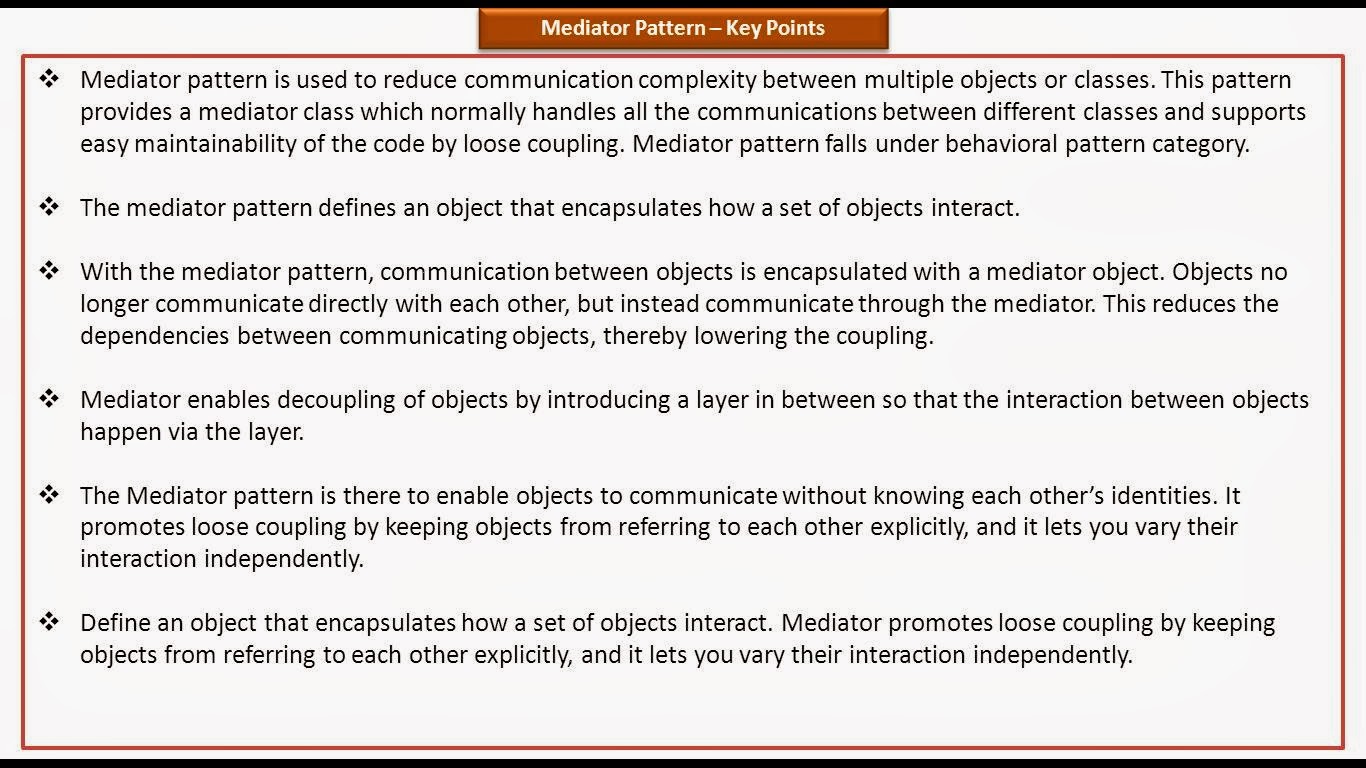 Mediator Pattern – Key Points
❖ Mediator pattern is used to reduce communication complexity between multiple objects or classes. This pattern
provides a mediator class which normally handles all the communications between different classes and supports
easy maintainability of the code by loose coupling. Mediator pattern falls under behavioral pattern category.
❖ The mediator pattern defines an object that encapsulates how a set of objects interact.
❖ With the mediator pattern, communication between objects is encapsulated with a mediator object. Objects no
longer communicate directly with each other, but instead communicate through the mediator. This reduces the
dependencies between communicating objects, thereby lowering the coupling.
❖ Mediator enables decoupling of objects by introducing a layer in between so that the interaction between objects
happen via the layer.
❖ The Mediator pattern is there to enable objects to communicate without knowing each other’s identities. It
promotes loose coupling by keeping objects from referring to each other explicitly, and it lets you vary their
interaction independently.
❖ Define an object that encapsulates how a set of objects interact. Mediator promotes loose coupling by keeping
objects from referring to each other explicitly, and it lets you vary their interaction independently.